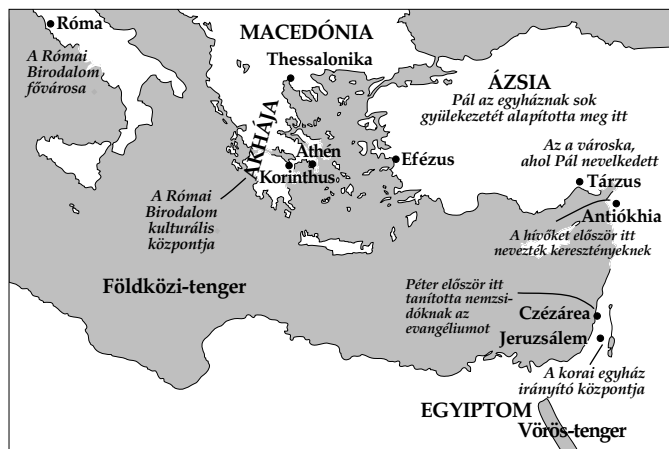 Róma
A Római
Birodalom
fővárosa
MACEDÓNIA
Thessalonika
ÁKHÁJA
Athén
Korinthus
A Római
Birodalom
kulturális
központja
ÁZSIA
Pál az egyháznak sok
gyülekezetét alapította meg itt
Efézus
Az a városka,
ahol Pál nevelkedett
Tárzus
Antiókhia
A hívőket először itt
nevezték keresztényeknek
Földközi-tenger
Péter először itt
tanította nemzsi-
dóknak az
evangéliumot
Czézárea
Jeruzsálem
A korai egyház
irányító központja
EGYIPTOM
Vörös-tenger